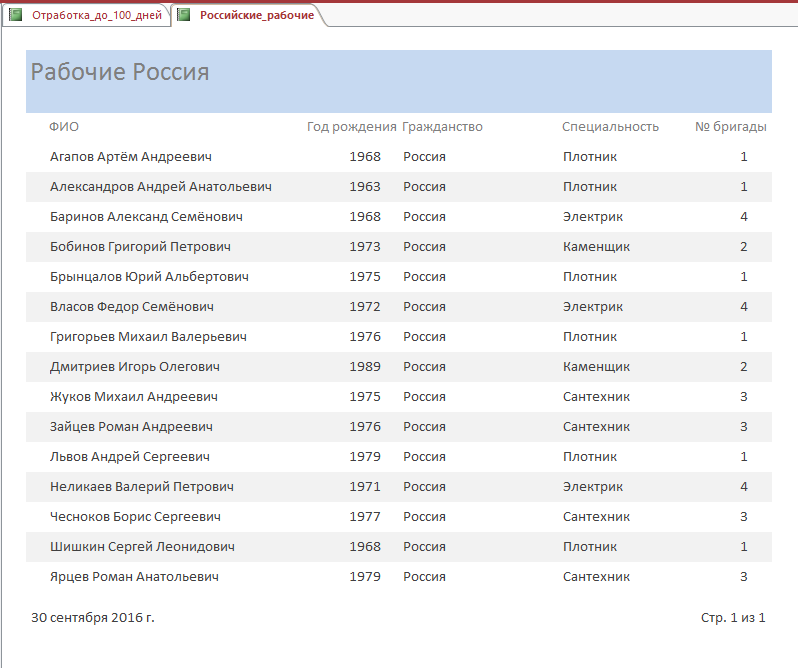 Отработка_до_100_дней Российские_рабочие
Рабочие Россия
ФИО Год рождения Гражданство Специальность № бригады
Агапов Артём Андреевич 1968 Россия Плотник 1
Александров Андрей Анатольевич 1963 Россия Плотник 1
Баринов Александ Семёнович 1968 Россия Электрик 4
Бобинов Григорий Петрович 1973 Россия Каменщик 2
Брынцалов Юрий Альбертович 1975 Россия Плотник 1
Власов Федор Семёнович 1972 Россия Электрик 4
Григорьев Михаил Валерьевич 1976 Россия Плотник 1
Дмитриев Игорь Олегович 1989 Россия Каменщик 2
Жуков Михаил Андреевич 1975 Россия Сантехник 3
Зайцев Роман Андреевич 1976 Россия Сантехник 3
Львов Андрей Сергеевич 1979 Россия Плотник 1
Неликаев Валерий Петрович 1971 Россия Электрик 4
Чесноков Борис Сергеевич 1977 Россия Сантехник 3
Шишкин Сергей Леонидович 1968 Россия Плотник 1
Ярцев Роман Анатольевич 1979 Россия Сантехник 3
30 сентября 2016 г. Стр. 1 из 1